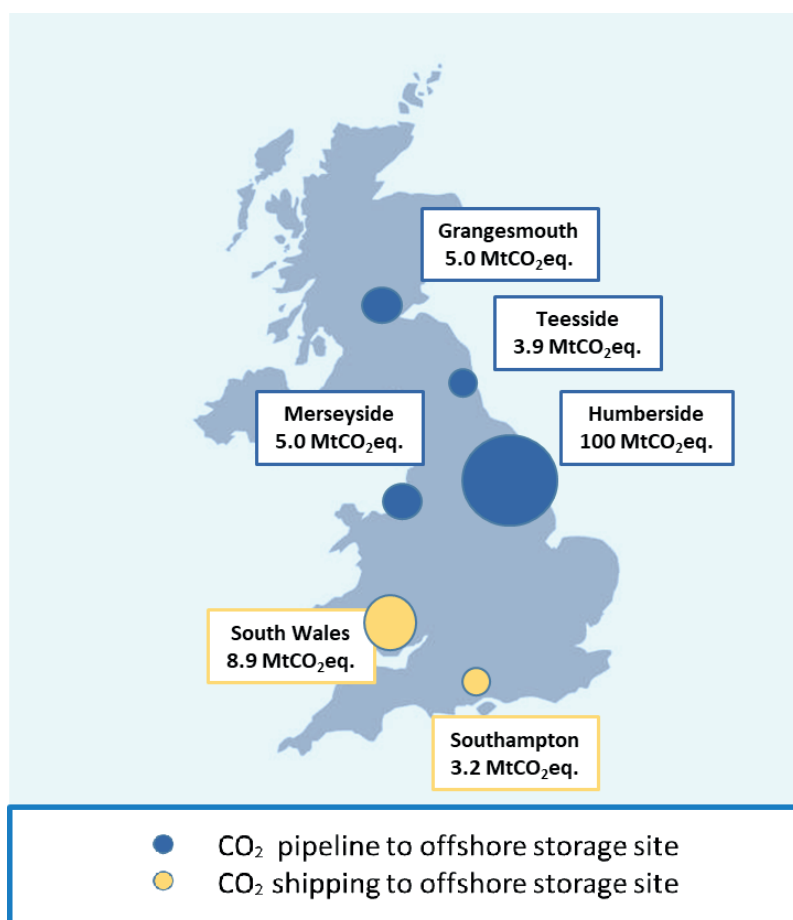 Grangesmouth
5.0 MtCO₂eq.
Teesside
3.9 MtCO₂eq.
Merseyside
5.0 MtCO₂eq.
Humberside
100 MtCO₂eq.
South Wales
8.9 MtCO₂eq.
Southampton
3.2 MtCO₂eq.
CO₂ pipeline to offshore storage site
CO₂ shipping to offshore storage site